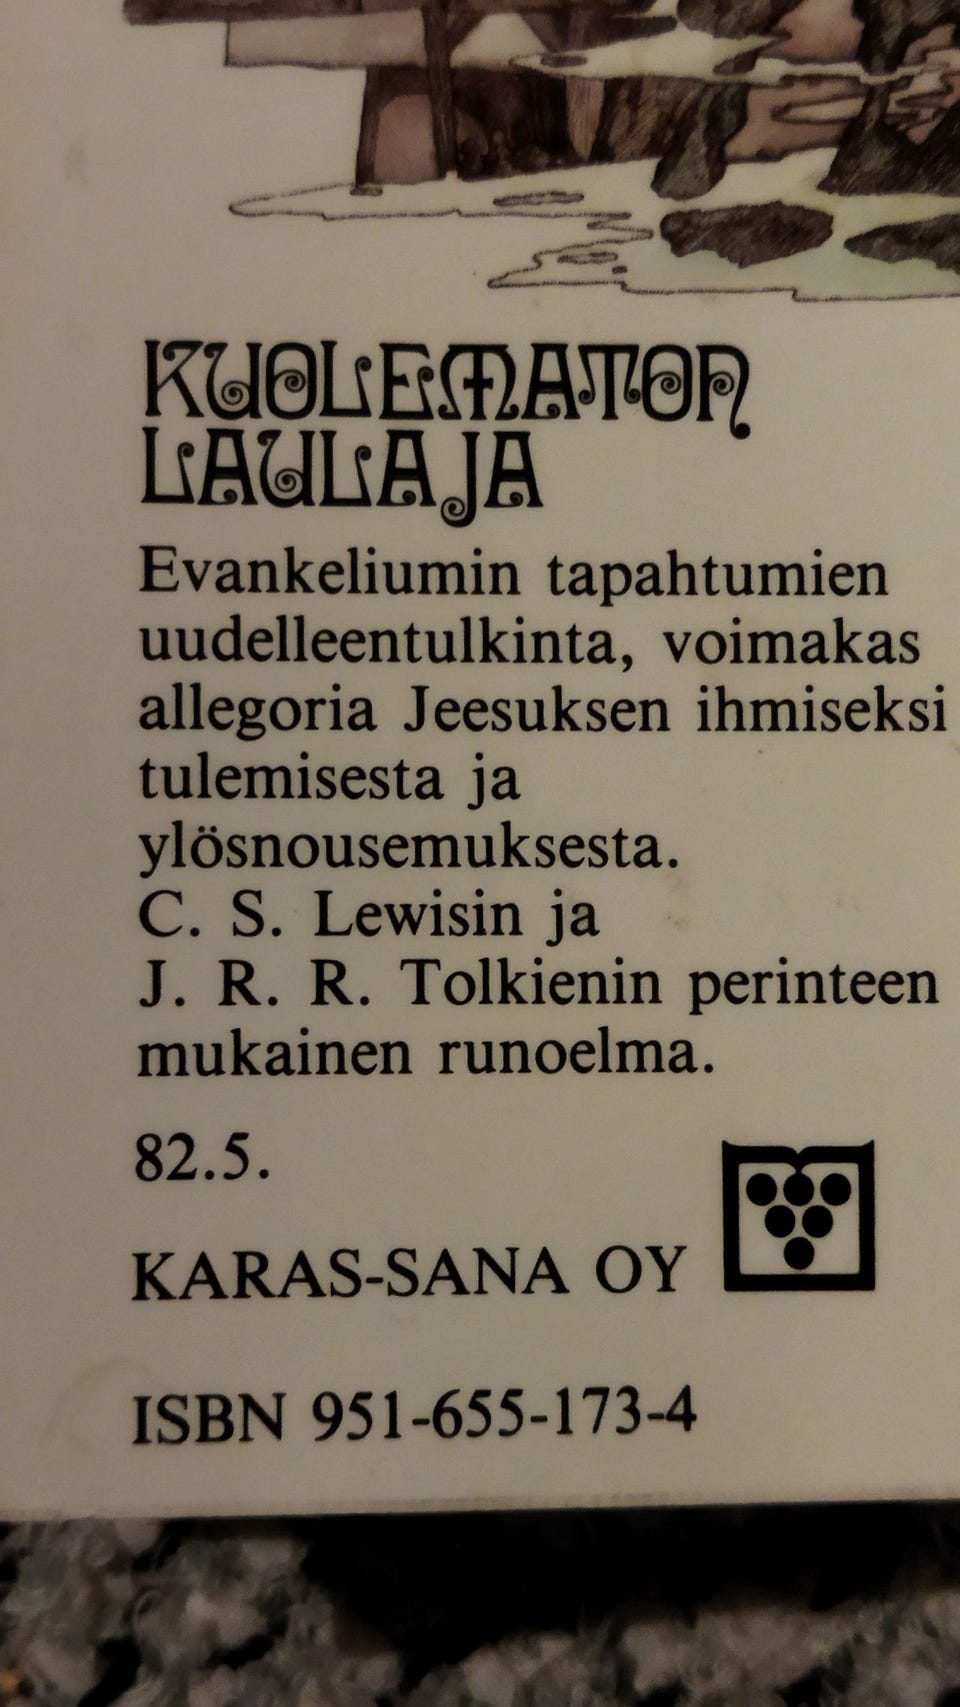 KUOLEMATON
LAULAJA
Evankeliumin tapahtumien
uudelleentulkinta, voimakas
allegoria Jeesuksen ihmiseksi
tulemisesta ja
ylösnousemuksesta.
C. S. Lewisin ja
J. R. R. Tolkienin perinteen
mukainen runoelma.
82.5.
KARAS-SANA OY
ISBN 951-655-173-4